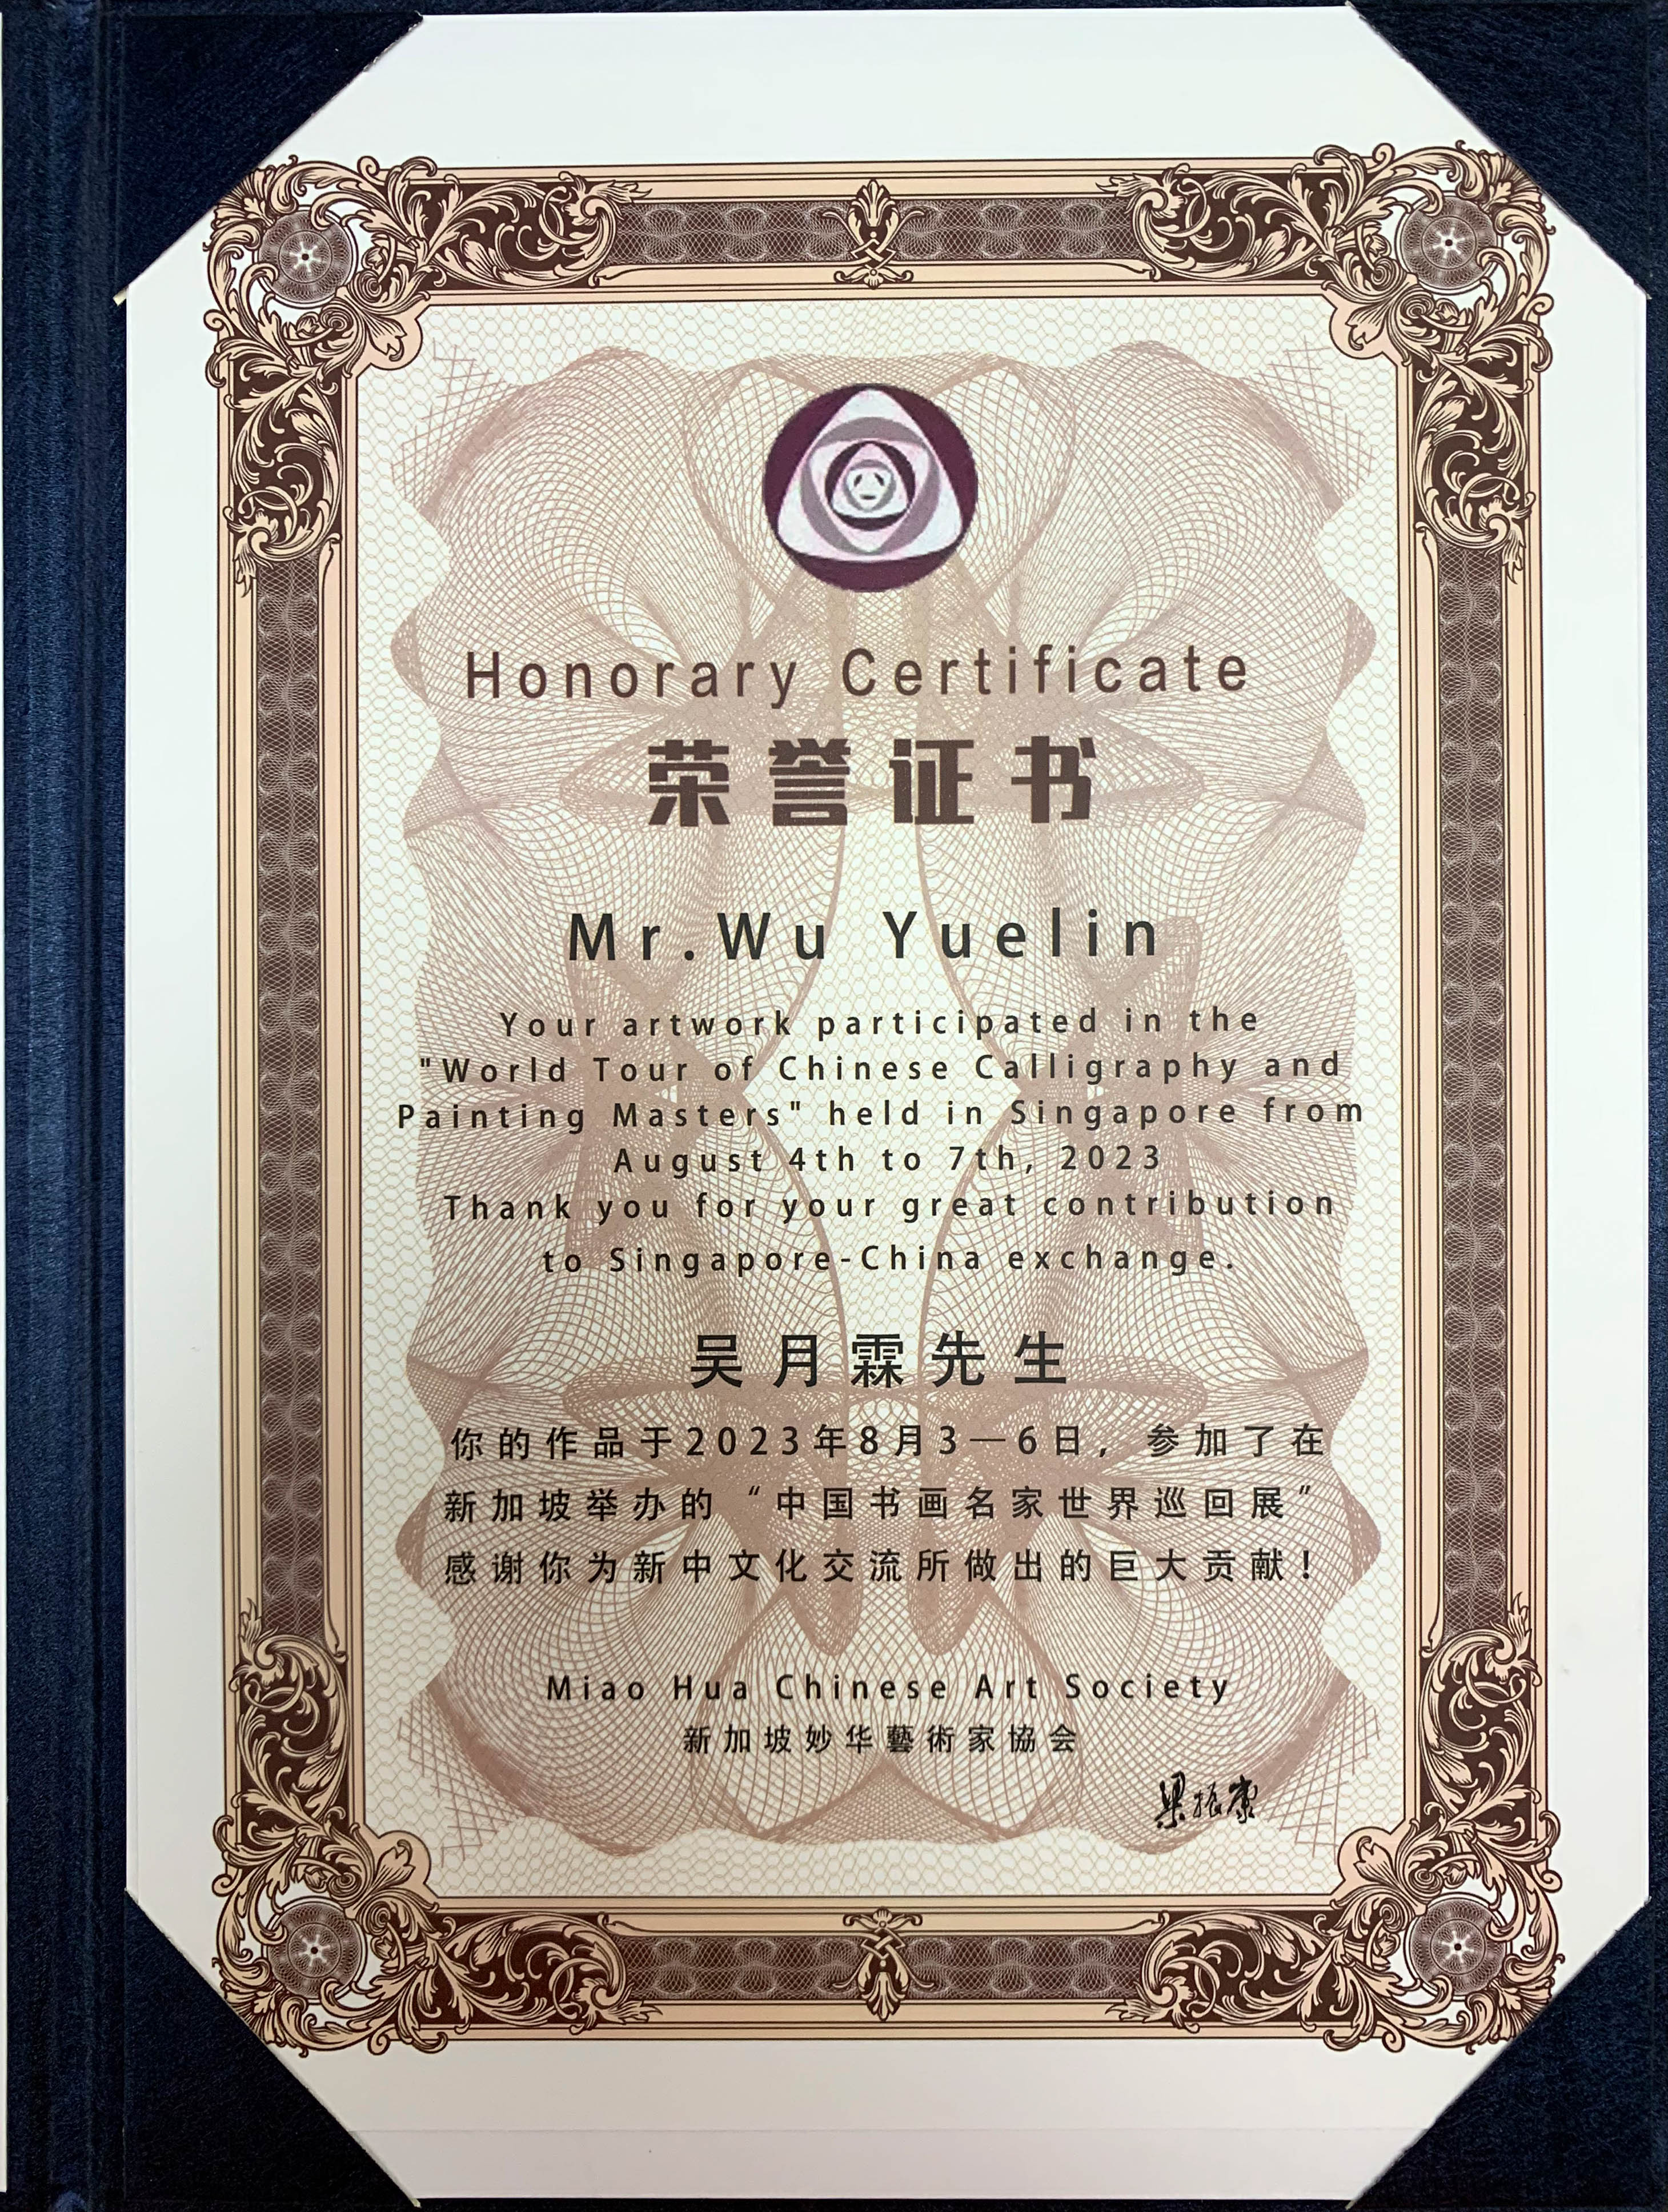 Honorary Certificate
荣誉证书
Mr.Wu Yuelin
Your artwork participated in the
"World Tour of Chinese Calligraphy and
Painting Masters" held in Singapore from
August 4th to 7th, 2023
Thank you for your great contribution
to Singapore-China exchange.
吴月霖先生
你的作品于2023年8月3—6日，参加了在
新加坡举办的“中国书画名家世界巡回展”
感谢你为新中文化交流所做出的巨大贡献！
Miao Hua Chinese Art Society
新加坡妙华藝術家協会
梁振康